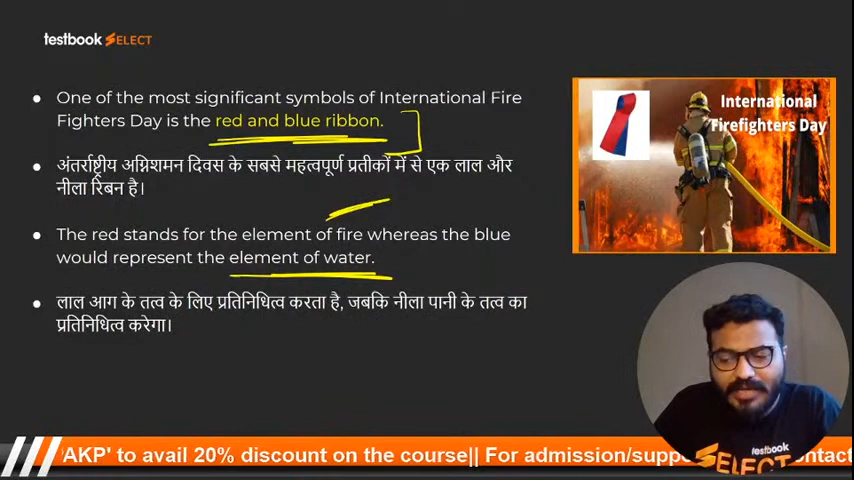 testbook SELECT
One of the most significant symbols of International Fire
Fighters Day is the red and blue ribbon.
अंतर्राष्ट्रीय अग्निशमन दिवस के सबसे महत्वपूर्ण प्रतीकों में से एक लाल और
नीला रिबन है।
The red stands for the element of fire whereas the blue
would represent the element of water.
लाल आग के तत्व के लिए प्रतिनिधित्व करता है, जबकि नीला पानी के तत्व का
प्रतिनिधित्व करेगा।
International
Firefighters Day
testbook
SELECT
'AKP' to avail 20% discount on the course|| For admission/supp